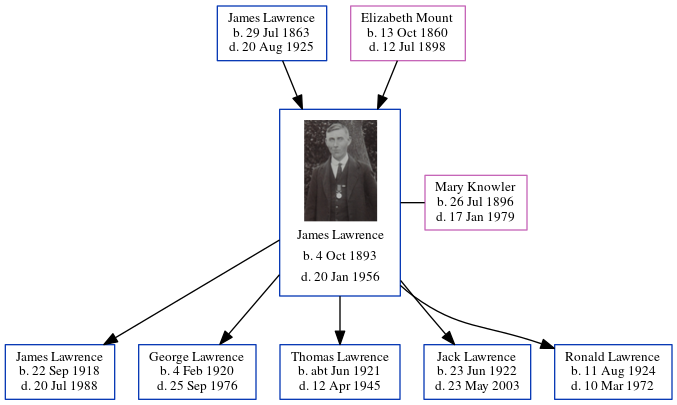 James Lawrence
b. 29 Jul 1863
d. 20 Aug 1925
Elizabeth Mount
b. 13 Oct 1860
d. 12 Jul 1898
James Lawrence
b. 4 Oct 1893
d. 20 Jan 1956
Mary Knowler
b. 26 Jul 1896
d. 17 Jan 1979
James Lawrence
b. 22 Sep 1918
d. 20 Jul 1988
George Lawrence
b. 4 Feb 1920
d. 25 Sep 1976
Thomas Lawrence
b. abt Jun 1921
d. 12 Apr 1945
Jack Lawrence
b. 23 Jun 1922
d. 23 May 2003
Ronald Lawrence
b. 11 Aug 1924
d. 10 Mar 1972